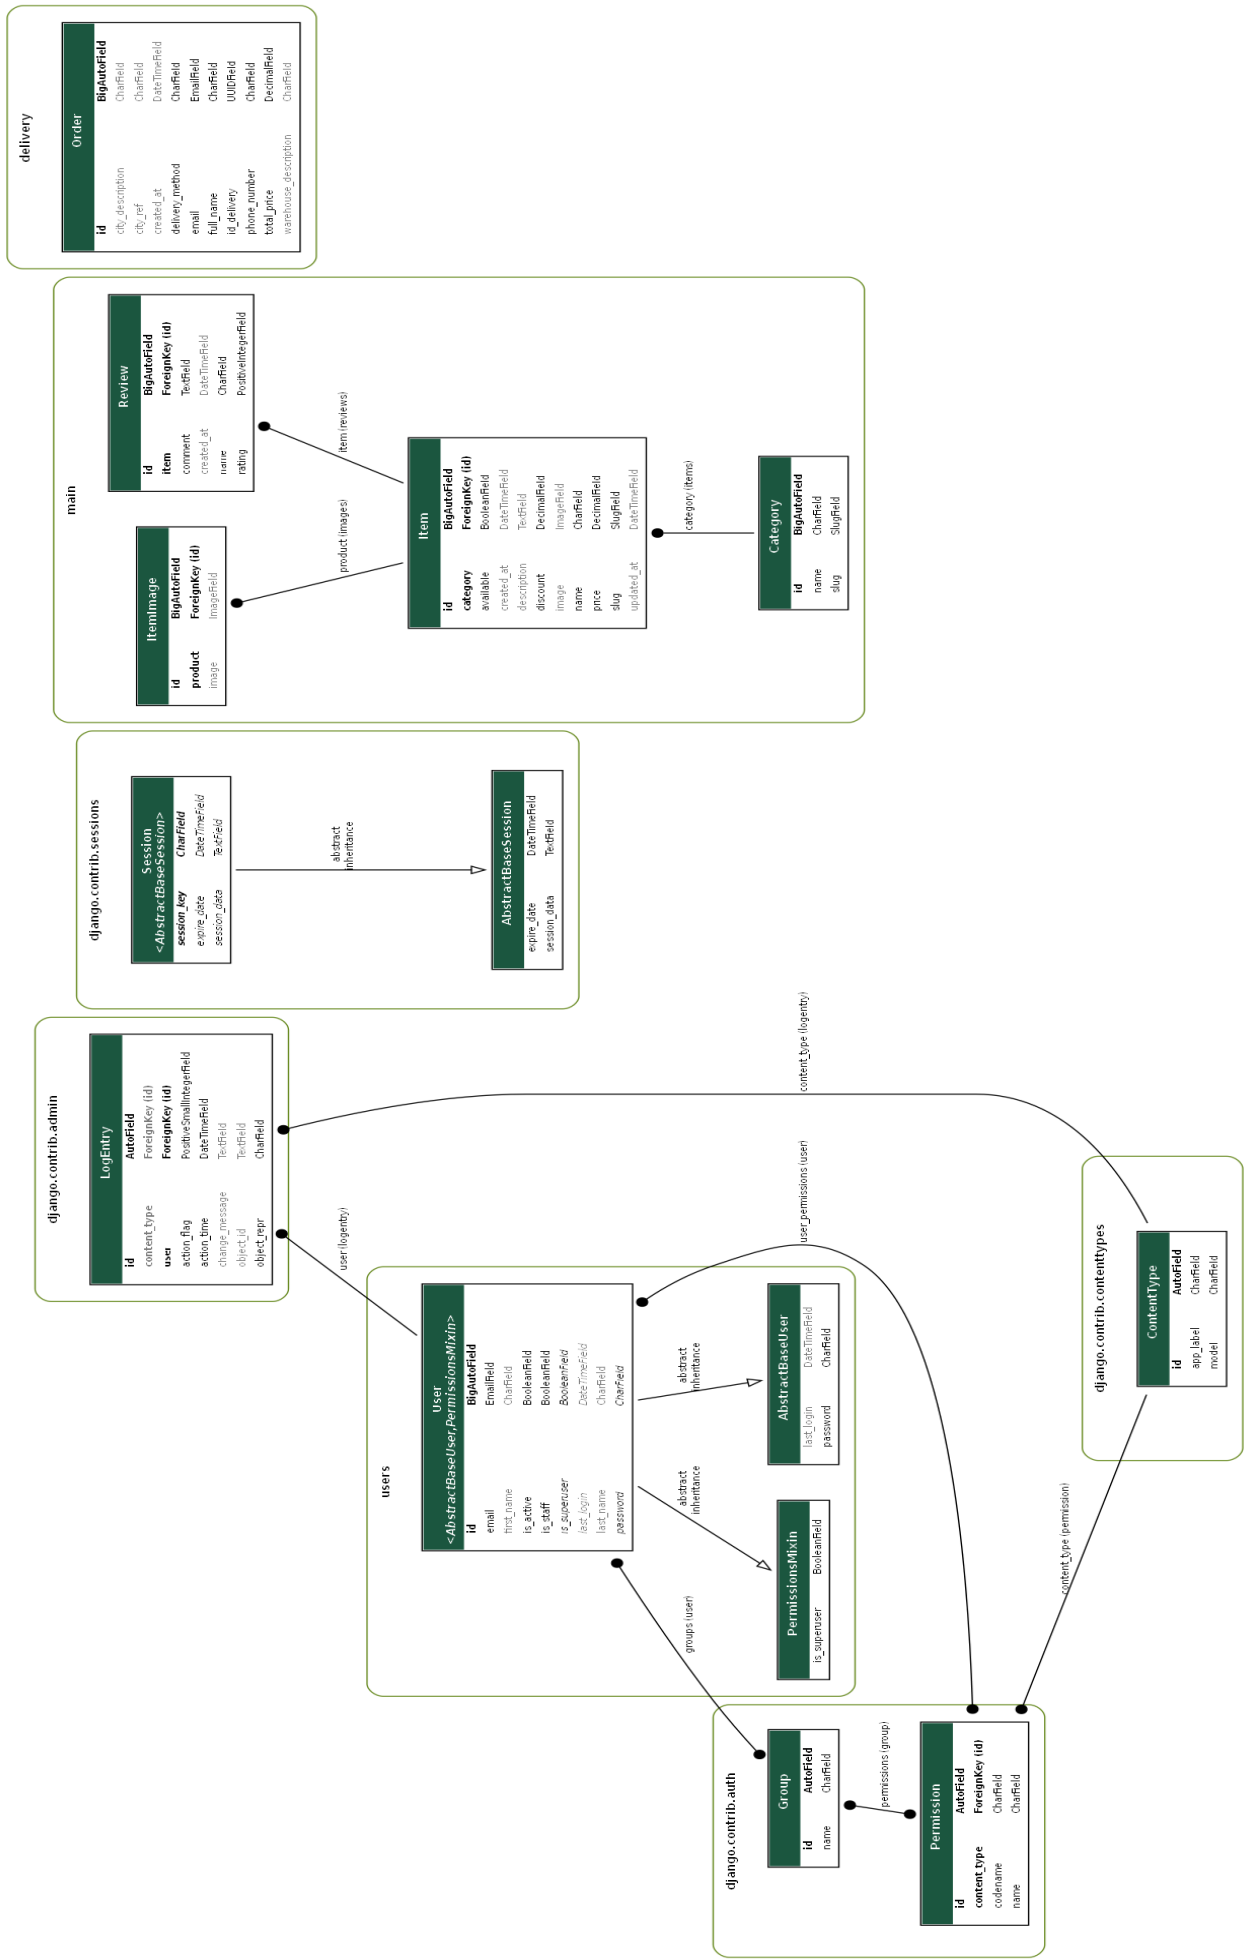 django.contrib.auth
Group
id AutoField
name CharField
permissions (group)
Permission
id AutoField
content_type ForeignKey (id)
codename CharField
name CharField
groups (user)
users
User
<AbstractBaseUser,PermissionsMixin>
id BigAutoField
email EmailField
first_name CharField
is_active BooleanField
is_staff BooleanField
is_superuser BooleanField
last_login DateTimeField
last_name CharField
password CharField
abstract
inheritance
abstract
inheritance
PermissionsMixin
is_superuser BooleanField
AbstractBaseUser
last_login DateTimeField
password CharField
user_permissions (user)
content_type (permission)
django.contrib.contenttypes
ContentType
id AutoField
app_label CharField
model CharField
django.contrib.admin
LogEntry
id AutoField
content_type ForeignKey (id)
user ForeignKey (id)
action_flag PositiveSmallIntegerField
action_time DateTimeField
change_message TextField
object_id TextField
object_repr CharField
user (logentry)
content_type (logentry)
django.contrib.sessions
Session
<AbstractBaseSession>
session_key CharField
expire_date DateTimeField
session_data TextField
abstract
inheritance
AbstractBaseSession
expire_date DateTimeField
session_data TextField
main
ItemImage
id BigAutoField
product ForeignKey (id)
image ImageField
Review
id BigAutoField
item ForeignKey (id)
comment TextField
created_at DateTimeField
name CharField
rating PositiveIntegerField
product (images)
item (reviews)
Item
id BigAutoField
category ForeignKey (id)
available BooleanField
created_at DateTimeField
description TextField
discount DecimalField
image ImageField
name CharField
price DecimalField
slug SlugField
updated_at DateTimeField
category (items)
Category
id BigAutoField
name CharField
slug SlugField
delivery
Order
id BigAutoField
city_description CharField
city_ref CharField
created_at DateTimeField
delivery_method CharField
email EmailField
full_name CharField
id_delivery UUIDField
phone_number CharField
total_price DecimalField
warehouse_description CharField